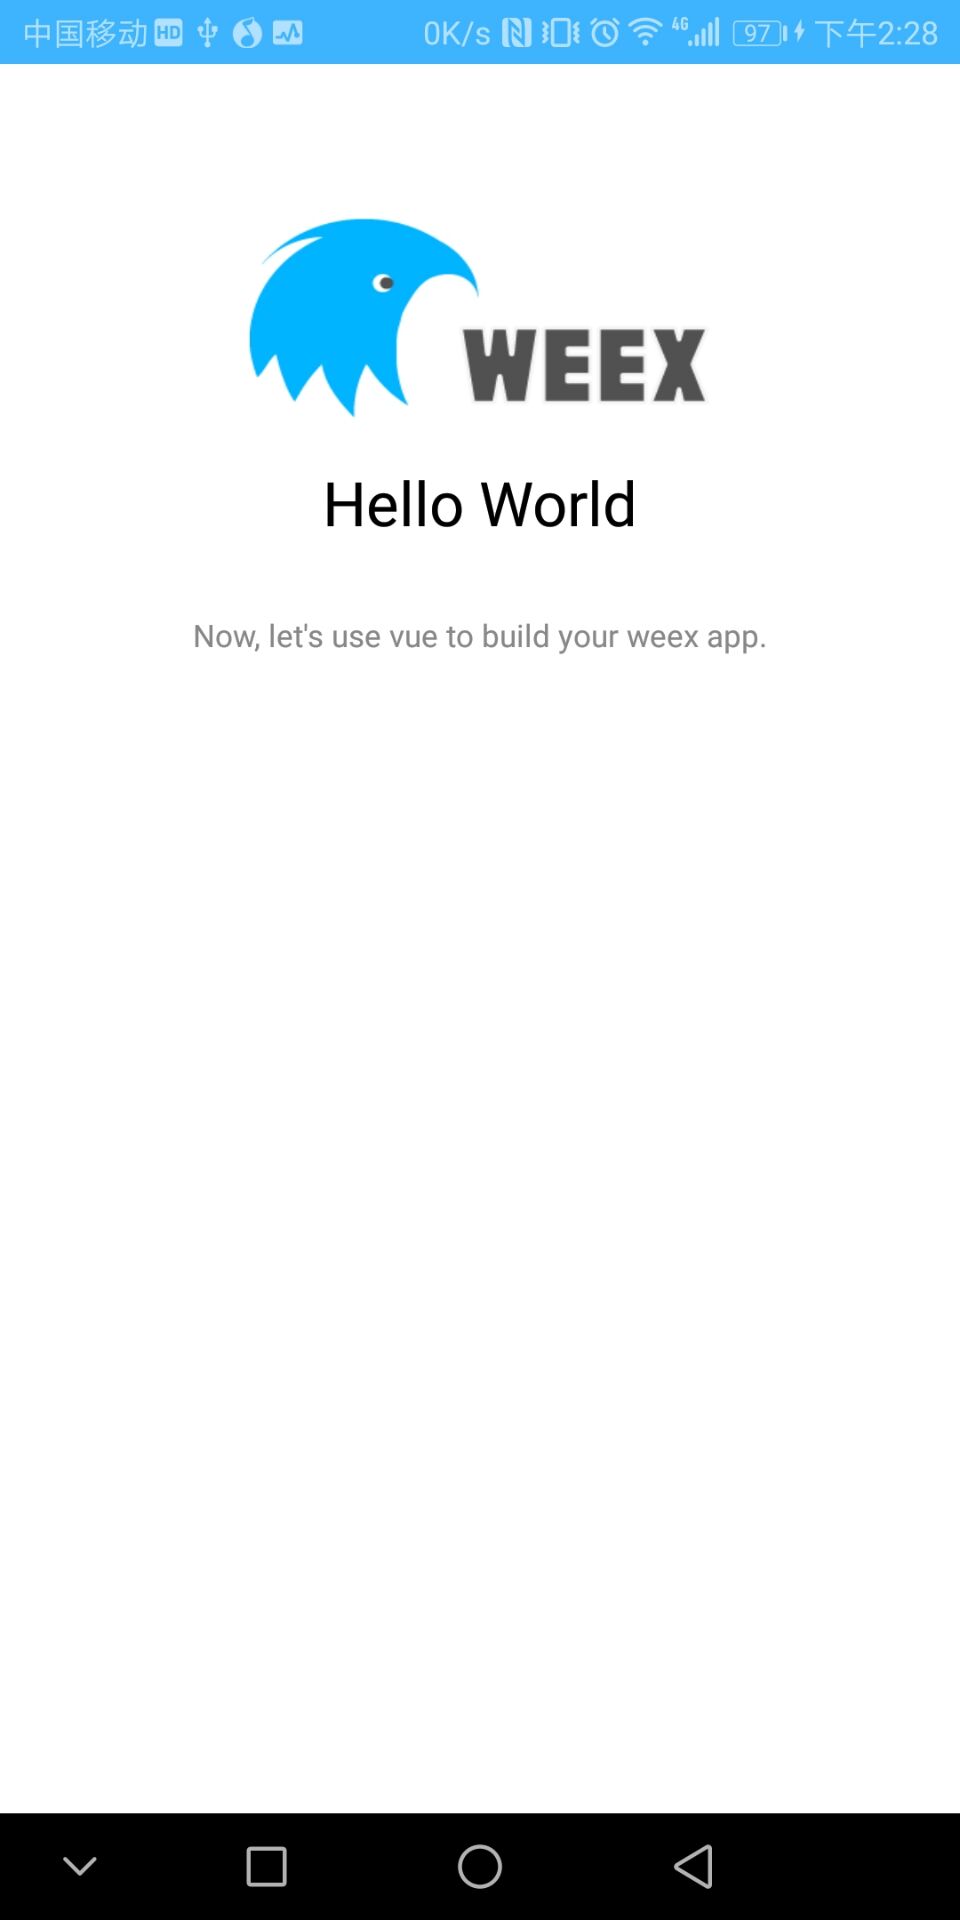 中国移动 HD 0K/s 4G 97 下午2:28
WEEX
Hello World
Now, let's use vue to build your weex app.